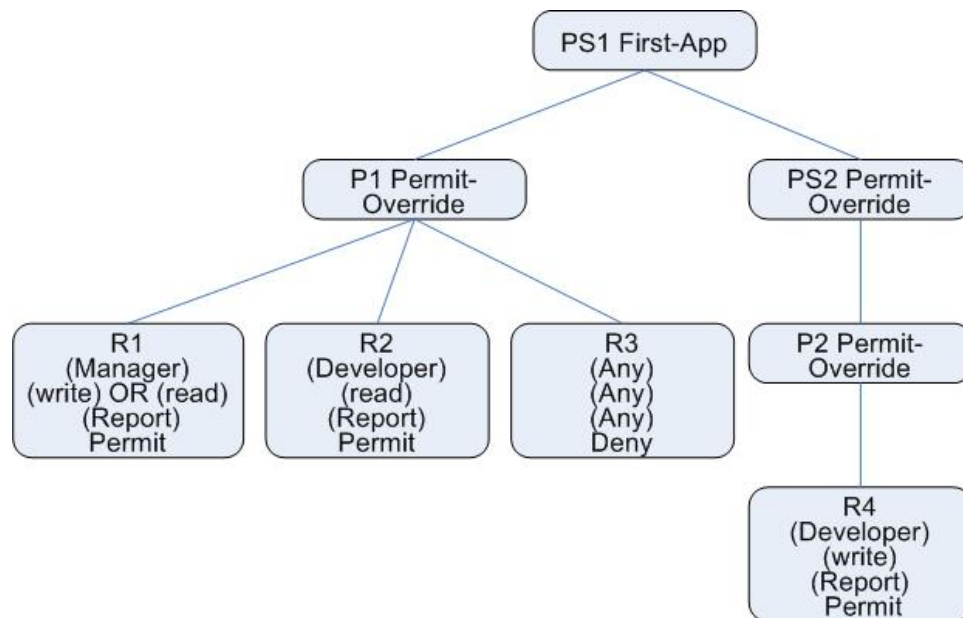 PS1 First-App
P1 Permit-
Override
PS2 Permit-
Override
R1
(Manager)
(write) OR (read)
(Report)
Permit
R2
(Developer)
(read)
(Report)
Permit
R3
(Any)
(Any)
(Any)
Deny
P2 Permit-
Override
R4
(Developer)
(write)
(Report)
Permit